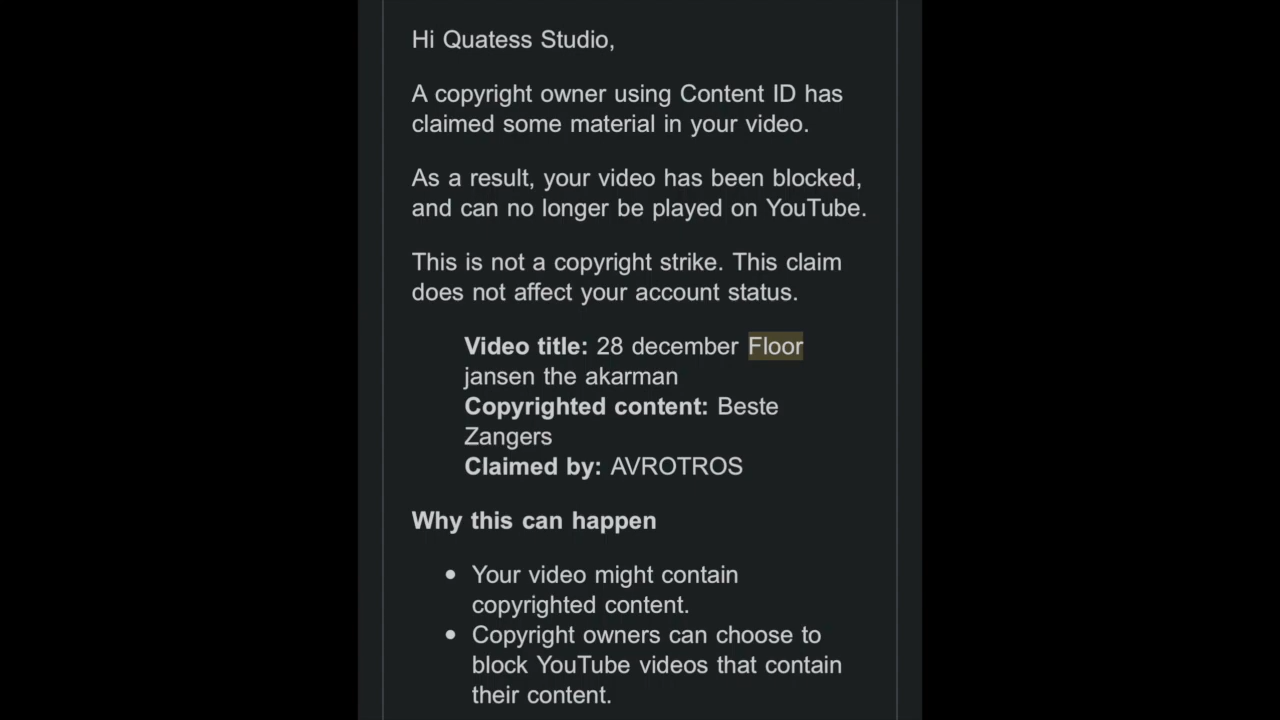 Hi Quatess Studio,
A copyright owner using Content ID has
claimed some material in your video.
As a result, your video has been blocked,
and can no longer be played on YouTube.
This is not a copyright strike. This claim
does not affect your account status.
Video title: 28 december Floor
jansen the akarman
Copyrighted content: Beste
Zangers
Claimed by: AVROTROS
Why this can happen
• Your video might contain
copyrighted content.
• Copyright owners can choose to
block YouTube videos that contain
their content.